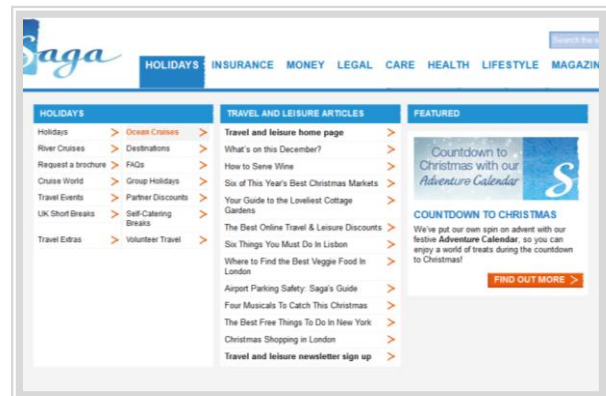 Saga
Search the s
HOLIDAYS INSURANCE MONEY LEGAL CARE HEALTH LIFESTYLE MAGAZIN
HOLIDAYS
Holidays > Ocean Cruises >
River Cruises > Destinations >
Request a brochure > FAQs >
Cruise World > Group Holidays >
Travel Events > Partner Discounts >
UK Short Breaks > Self-Catering
Breaks >
Travel Extras > Volunteer Travel >
TRAVEL AND LEISURE ARTICLES
Travel and leisure home page >
What's on this December? >
How to Serve Wine >
Six of This Year's Best Christmas Markets >
Your Guide to the Loveliest Cottage
Gardens >
The Best Online Travel & Leisure Discounts >
Six Things You Must Do In Lisbon >
Where to Find the Best Veggie Food In
London >
Airport Parking Safety: Saga's Guide >
Four Musicals To Catch This Christmas >
The Best Free Things To Do In New York >
Christmas Shopping in London >
Travel and leisure newsletter sign up >
FEATURED
Countdown to
Christmas with our
Adventure Calendar
S
COUNTDOWN TO CHRISTMAS
We've put our own spin on advent with our
festive Adventure Calendar, so you can
enjoy a world of treats during the countdown
to Christmas!
FIND OUT MORE >